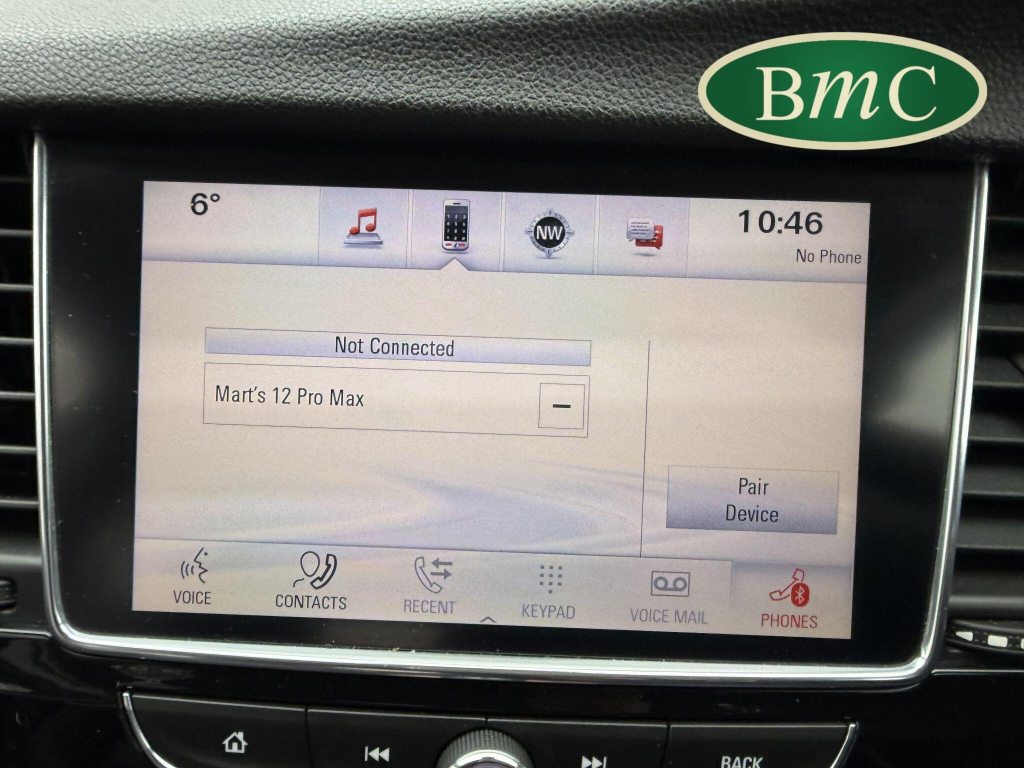 BmC
6°
NW
10:46
No Phone
Not Connected
Mart's 12 Pro Max
Pair
Device
VOICE
CONTACTS
RECENT
KEYPAD
VOICE MAIL
PHONES
BACK